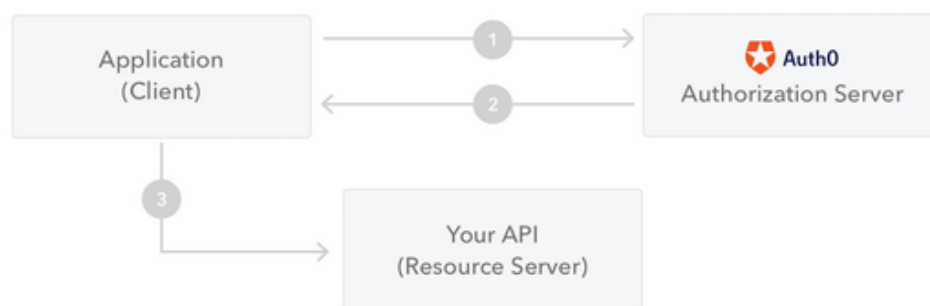 Application
(Client)
1
Auth0
Authorization Server
2
3
Your API
(Resource Server)